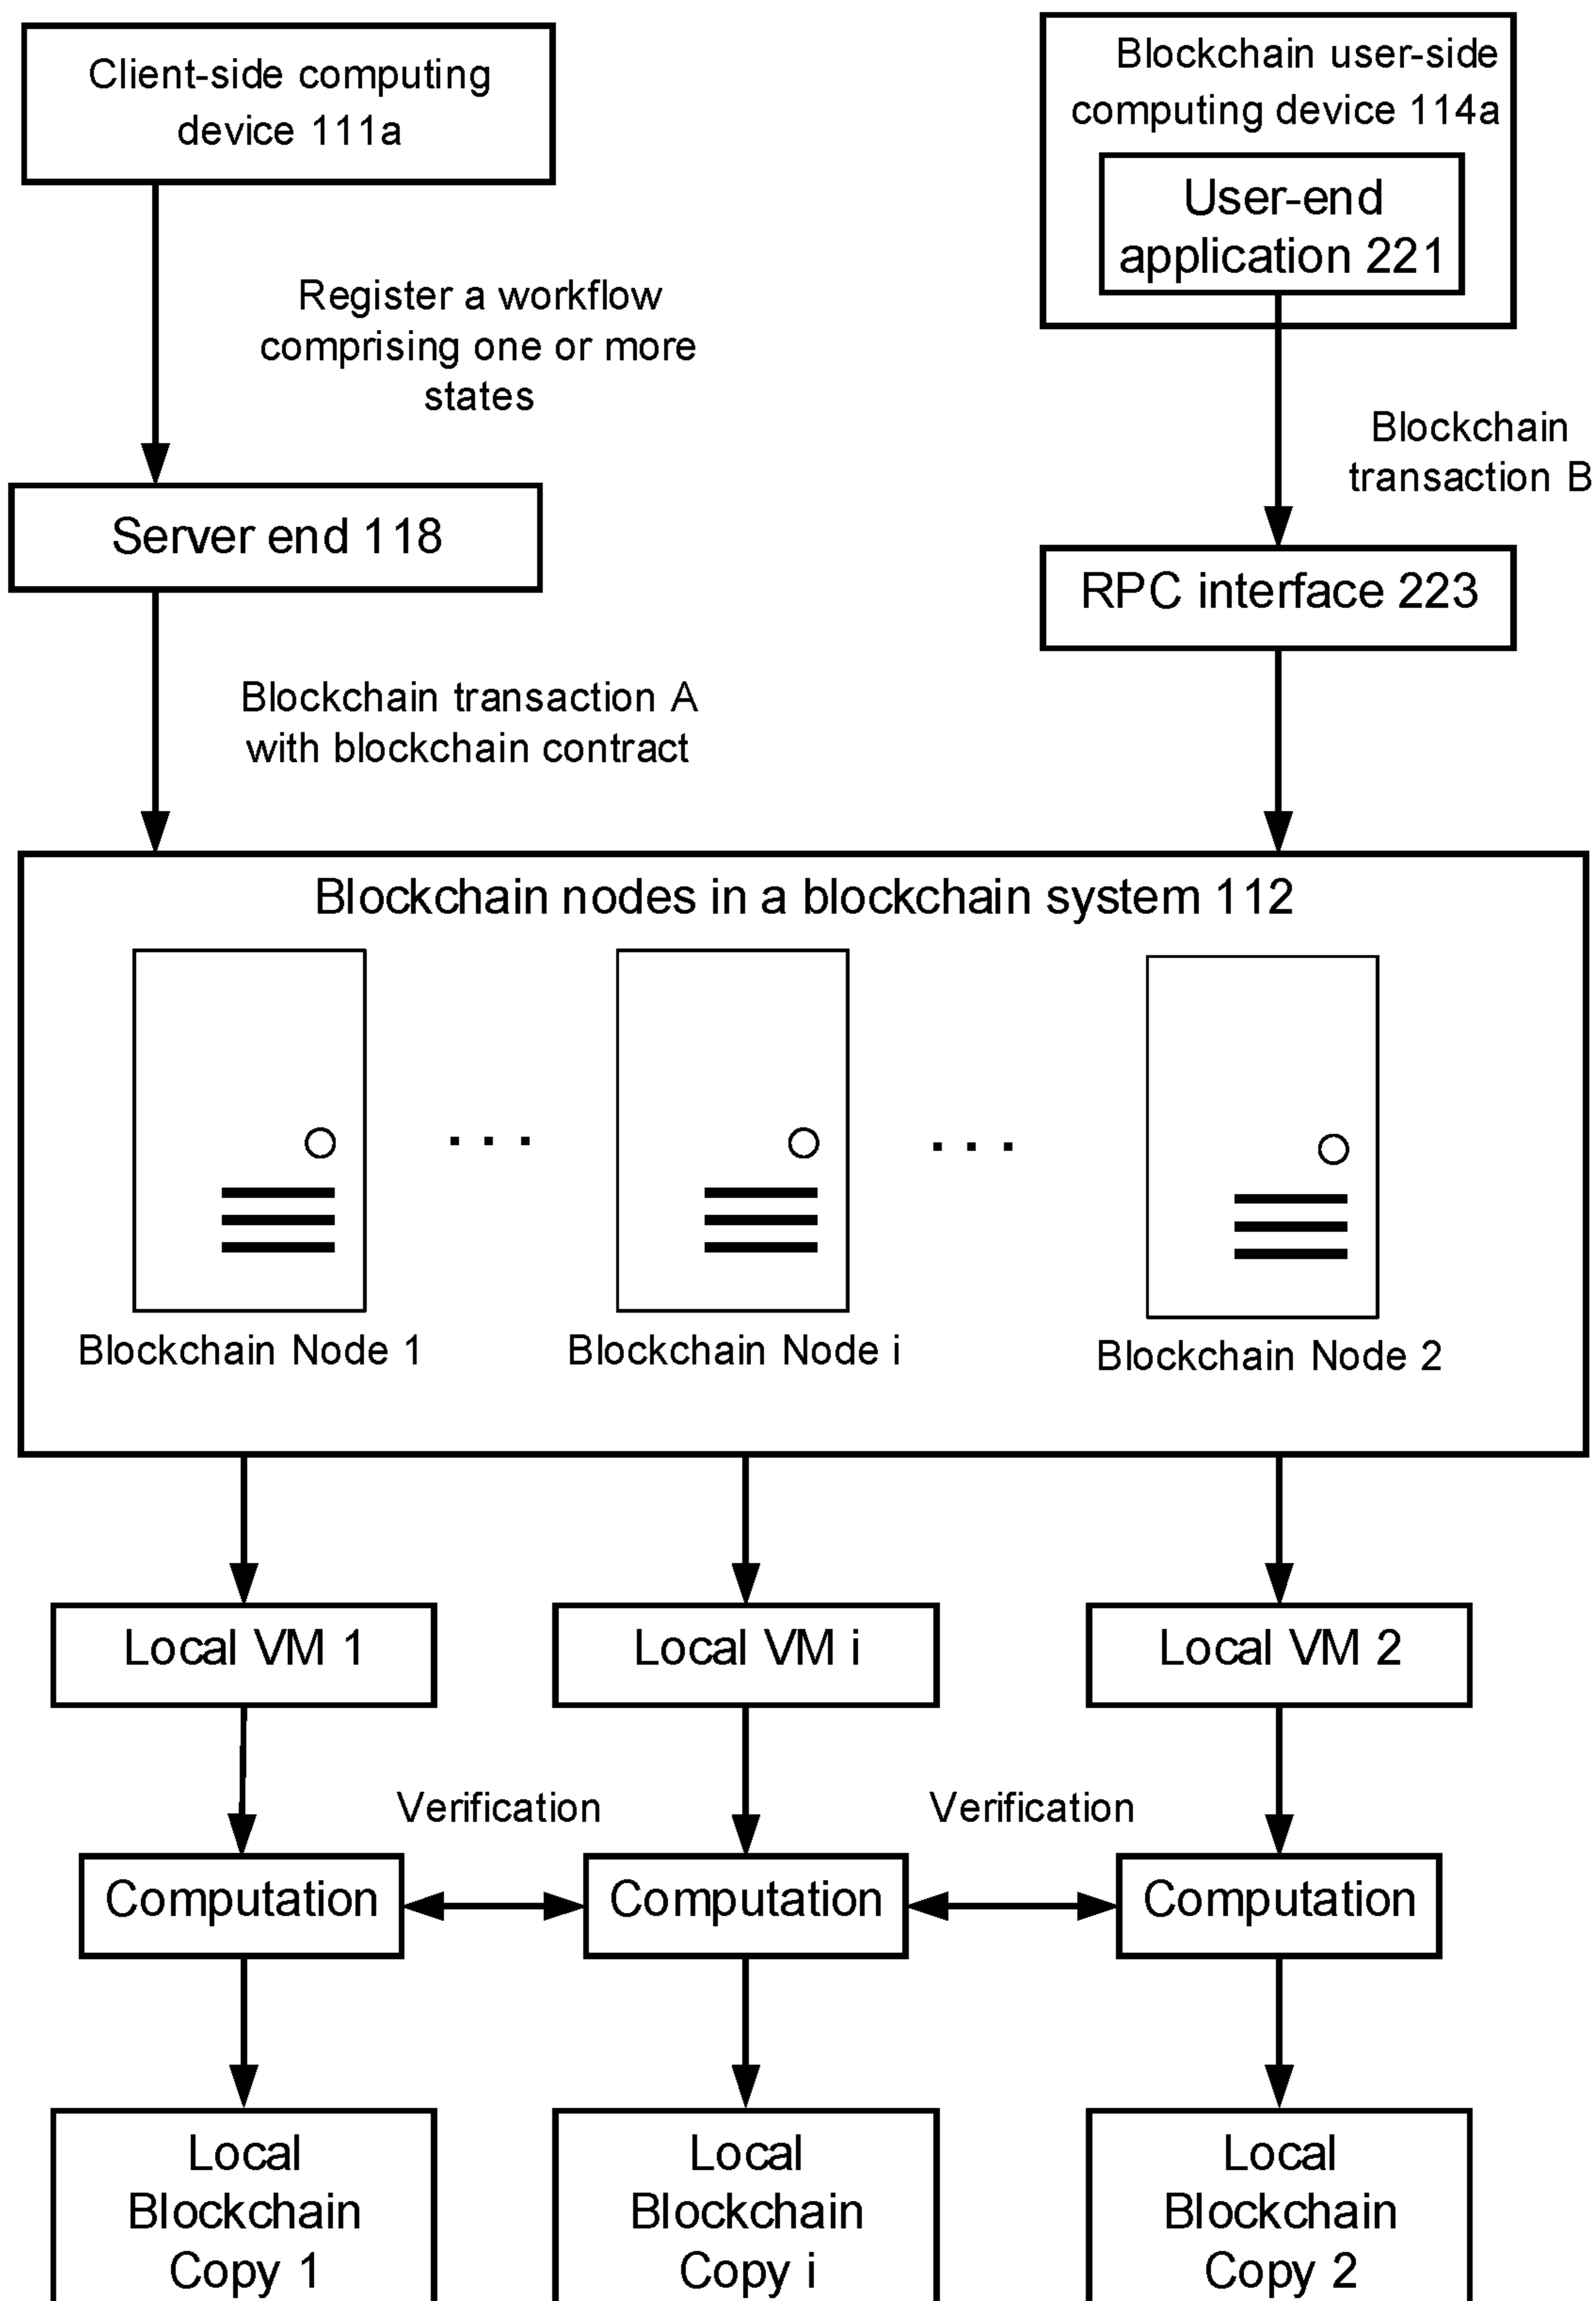 Client-side computing
device 111a
Blockchain user-side
computing device 114a
User-end
application 221
Register a workflow
comprising one or more
states
Blockchain
transaction B
Server end 118
RPC interface 223
Blockchain transaction A
with blockchain contract
Blockchain nodes in a blockchain system 112
. . .
. . .
Blockchain Node 1
Blockchain Node i
Blockchain Node 2
Local VM 1
Local VM i
Local VM 2
Verification
Verification
Computation
Computation
Computation
Local
Blockchain
Copy 1
Local
Blockchain
Copy i
Local
Blockchain
Copy 2